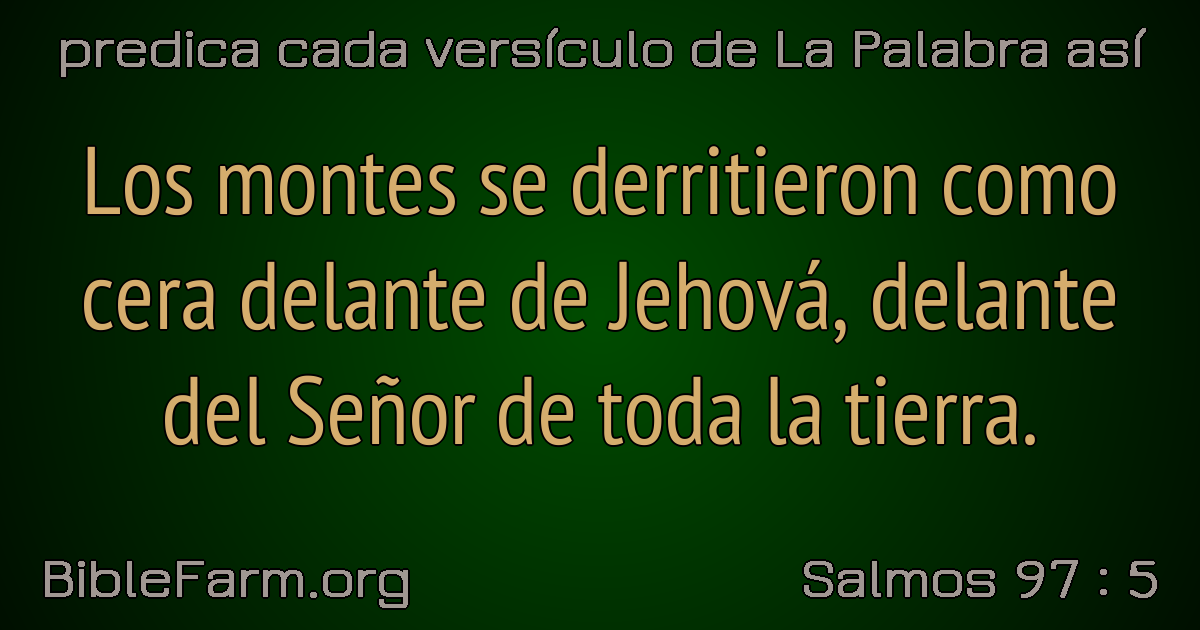 predica cada versículo de La Palabra así
Los montes se derritieron como
cera delante de Jehová, delante
del Señor de toda la tierra.
BibleFarm.org
Salmos 97 : 5